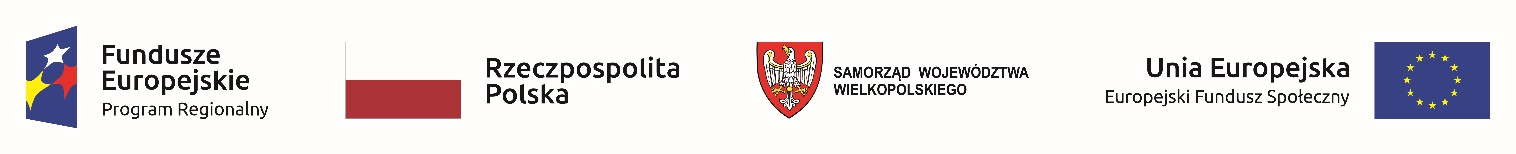 Fundusze
Europejskie
Program Regionalny
Rzeczpospolita
Polska
SAMORZĄD WOJEWÓDZTWA
WIELKOPOLSKIEGO
Unia Europejska
Europejski Fundusz Społeczny